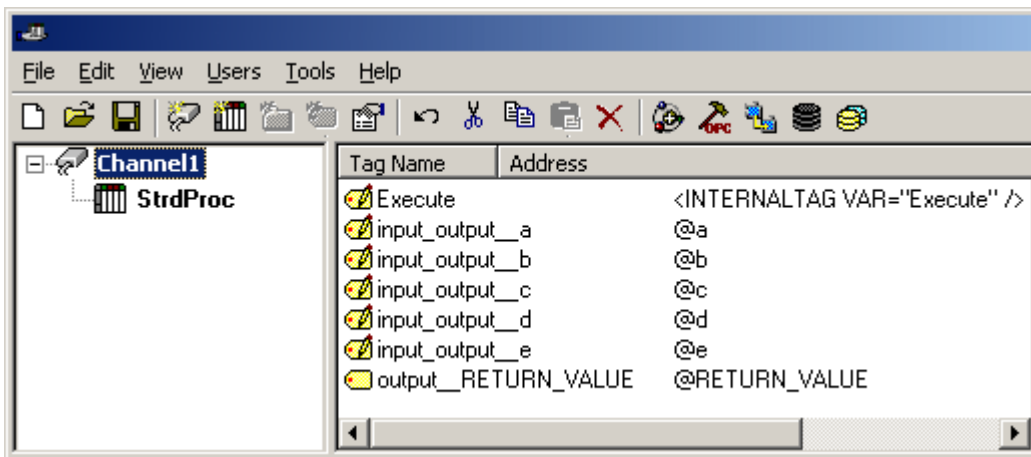 File Edit View Users Tools Help
OPC
Channel1
StrdProc
Tag Name Address
Execute <INTERNALTAG VAR="Execute" />
input_output__a @a
input_output__b @b
input_output__c @c
input_output__d @d
input_output__e @e
output__RETURN_VALUE @RETURN_VALUE